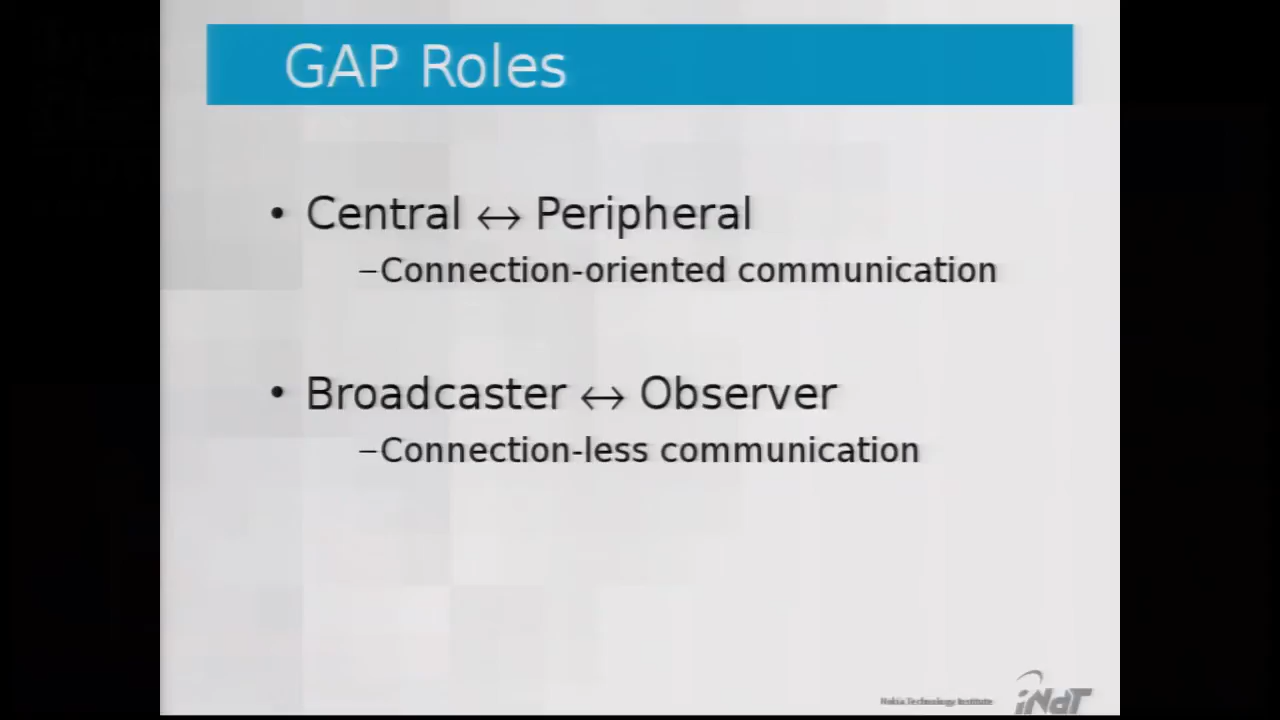 GAP Roles
• Central ↔ Peripheral
–Connection-oriented communication
• Broadcaster ↔ Observer
–Connection-less communication
Nokia Technology Institute
iNdT